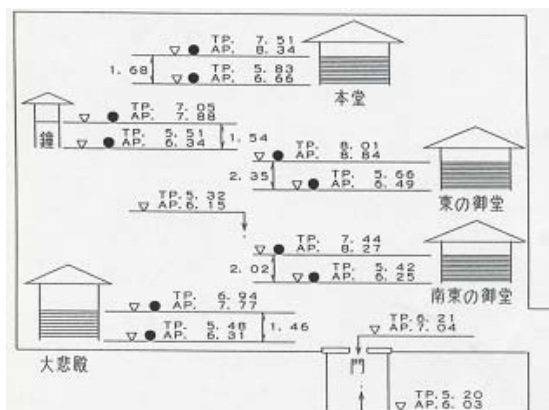 TP. 7. 51
AP. 8. 34
1. 68
TP. 5. 83
AP. 6. 66
本堂
TP. 7. 05
AP. 7. 88
鐘
TP. 5. 51
AP. 6. 34
1. 54
TP. 8. 01
AP. 8. 84
2. 35
TP. 5. 66
AP. 6. 49
東の御堂
TP. 5. 32
AP. 6. 15
TP. 7. 44
AP. 8. 27
2. 02
TP. 5. 42
AP. 6. 25
南東の御堂
TP. 6. 94
AP. 7. 77
TP. 5. 48
AP. 6. 31
1. 46
大悲殿
TP. 6. 21
AP. 7. 04
門
TP. 5. 20
AP. 6. 03